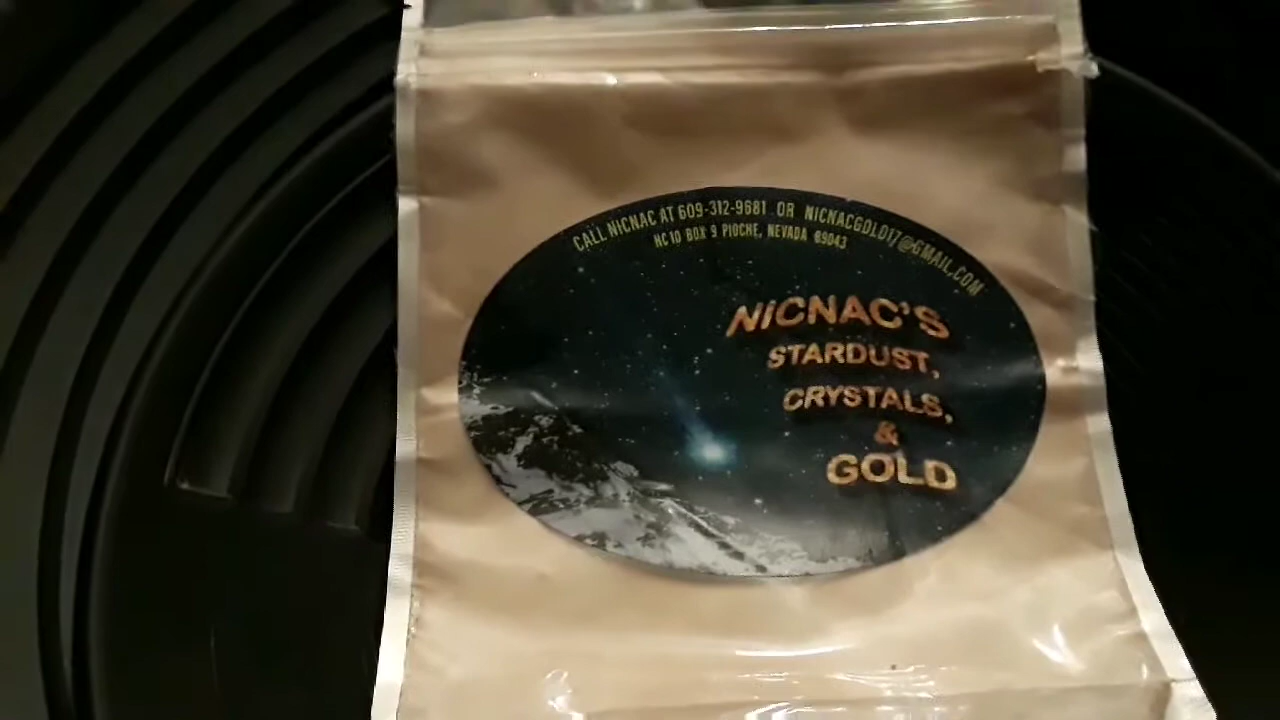 CALL NICNAC AT 609-312-9681 OR NICNACGOLD17@GMAIL.COM
HC 10 BOX 9 PIOCHE, NEVADA 89043
NICNAC'S
STARDUST,
CRYSTALS,
&
GOLD